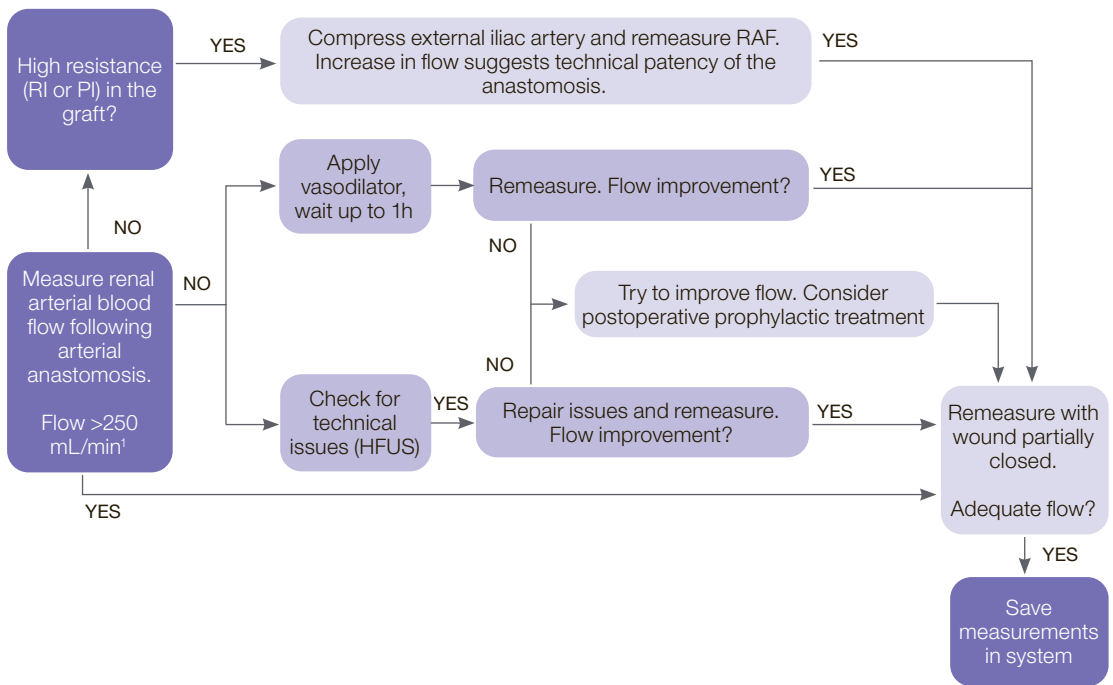 High resistance
(RI or PI) in the
graft?
YES
Compress external iliac artery and remeasure RAF.
Increase in flow suggests technical patency of the
anastomosis.
YES
NO
Apply
vasodilator,
wait up to 1h
Remeasure. Flow improvement?
YES
Measure renal
arterial blood
flow following
arterial
anastomosis.
Flow >250
mL/min¹
NO
NO
Try to improve flow. Consider
postoperative prophylactic treatment
NO
Check for
technical
issues (HFUS)
YES
Repair issues and remeasure.
Flow improvement?
YES
Remeasure with
wound partially
closed.
Adequate flow?
YES
YES
Save
measurements
in system